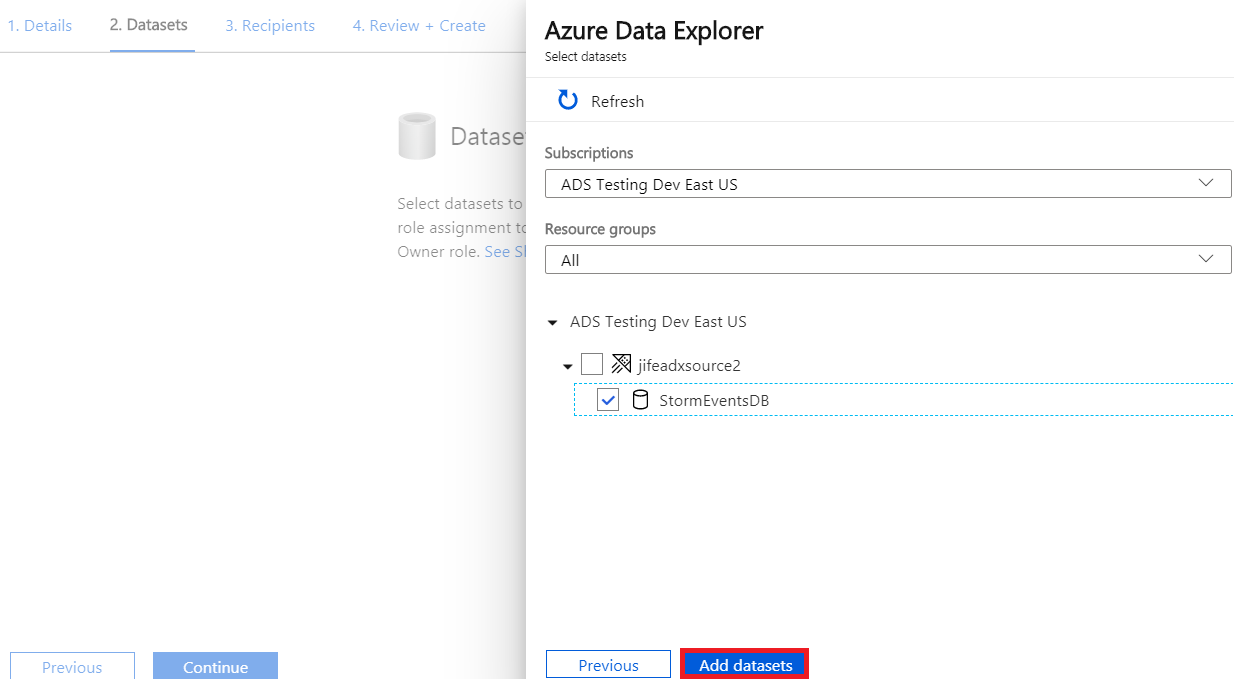 1. Details
2. Datasets
3. Recipients
4. Review + Create
Datase
Select datasets to
role assignment to
Owner role. See S
Previous
Continue
Azure Data Explorer
Select datasets
Refresh
Subscriptions
ADS Testing Dev East US
Resource groups
All
ADS Testing Dev East US
jifeadxsource2
StormEventsDB
Previous
Add datasets